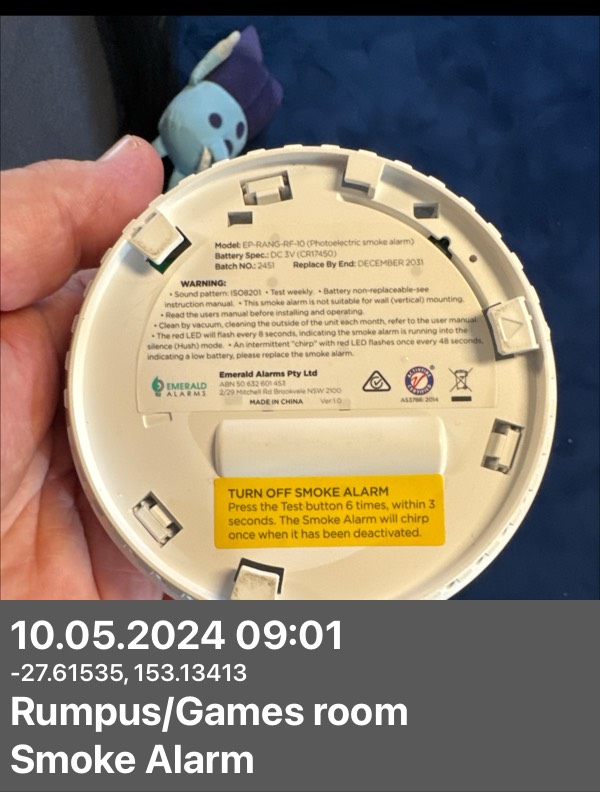 Model: EP-RANG-RF-10 (Photoelectric smoke alarm)
Battery Spec.: DC 3V (CR17450)
Batch NO.: 2451 Replace By End: DECEMBER 2031
WARNING:
• Sound pattern: ISO8201 • Test weekly. • Battery non-replaceable-see
instruction manual. • This smoke alarm is not suitable for wall (vertical) mounting.
• Read the users manual before installing and operating.
• Clean by vacuum, cleaning the outside of the unit each month, refer to the user manual.
• The red LED will flash every 8 seconds, indicating the smoke alarm is running into the
silence (Hush) mode. • An intermittent "chirp" with red LED flashes once every 48 seconds,
indicating a low battery, please replace the smoke alarm.
EMERALD
ALARMS
Emerald Alarms Pty Ltd
ABN 50 632 601 453
2/29 Mitchell Rd Brookvale NSW 2100
MADE IN CHINA Ver1.0
AS3786: 2014
TURN OFF SMOKE ALARM
Press the Test button 6 times, within 3
seconds. The Smoke Alarm will chirp
once when it has been deactivated.
10.05.2024 09:01
-27.61535, 153.13413
Rumpus/Games room
Smoke Alarm